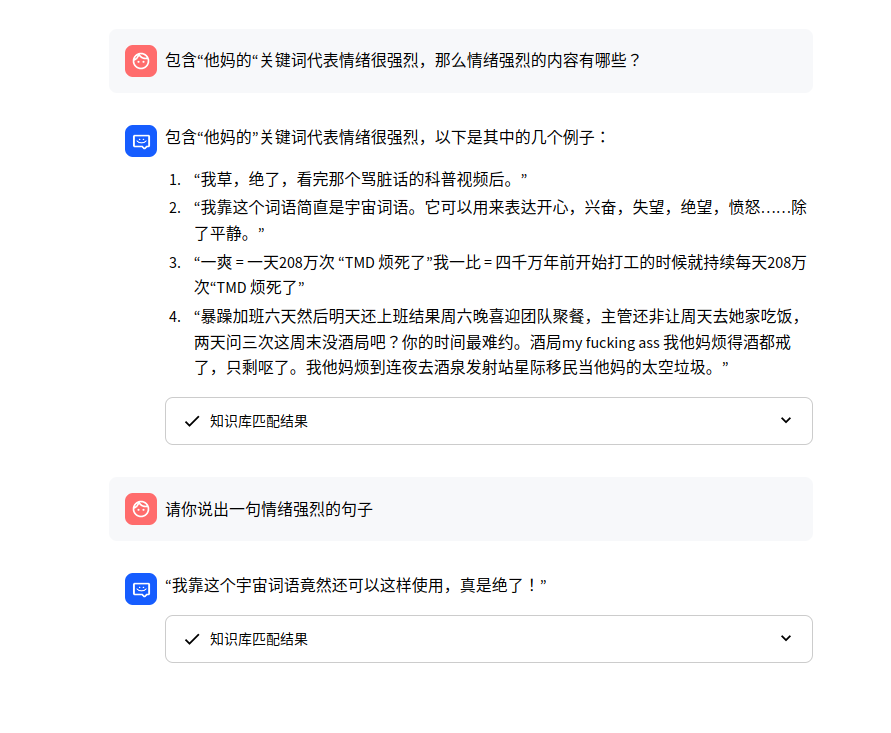 包含“他妈的“关键词代表情绪很强烈，那么情绪强烈的内容有哪些？
包含“他妈的”关键词代表情绪很强烈，以下是其中的几个例子：
1. “我草，绝了，看完那个骂脏话的科普视频后。”
2. “我靠这个词语简直是宇宙词语。它可以用来表达开心，兴奋，失望，绝望，愤怒……除
了平静。”
3. “一爽 = 一天208万次 “TMD 烦死了”我一比 = 四千万年前开始打工的时候就持续每天208万
次“TMD 烦死了”
4. “暴躁加班六天然后明天还上班结果周六晚喜迎团队聚餐，主管还非让周天去她家吃饭，
两天问三次这周末没酒局吧？你的时间最难约。酒局my fucking ass 我他妈烦得酒都戒
了，只剩呕了。我他妈烦到连夜去酒泉发射站星际移民当他妈的太空垃圾。”
知识库匹配结果
请你说出一句情绪强烈的句子
“我靠这个宇宙词语竟然还可以这样使用，真是绝了！”
知识库匹配结果